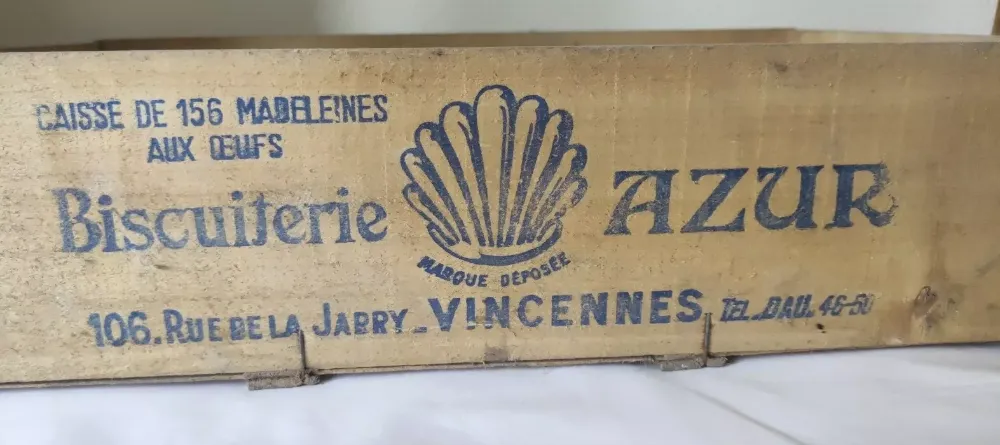 CAISSE DE 156 MADELEINES
AUX ŒUFS
Biscuiterie AZUR
MARQUE DÉPOSÉE
106. RUE DE LA JARRY - VINCENNES. TEL. DAU. 46-50